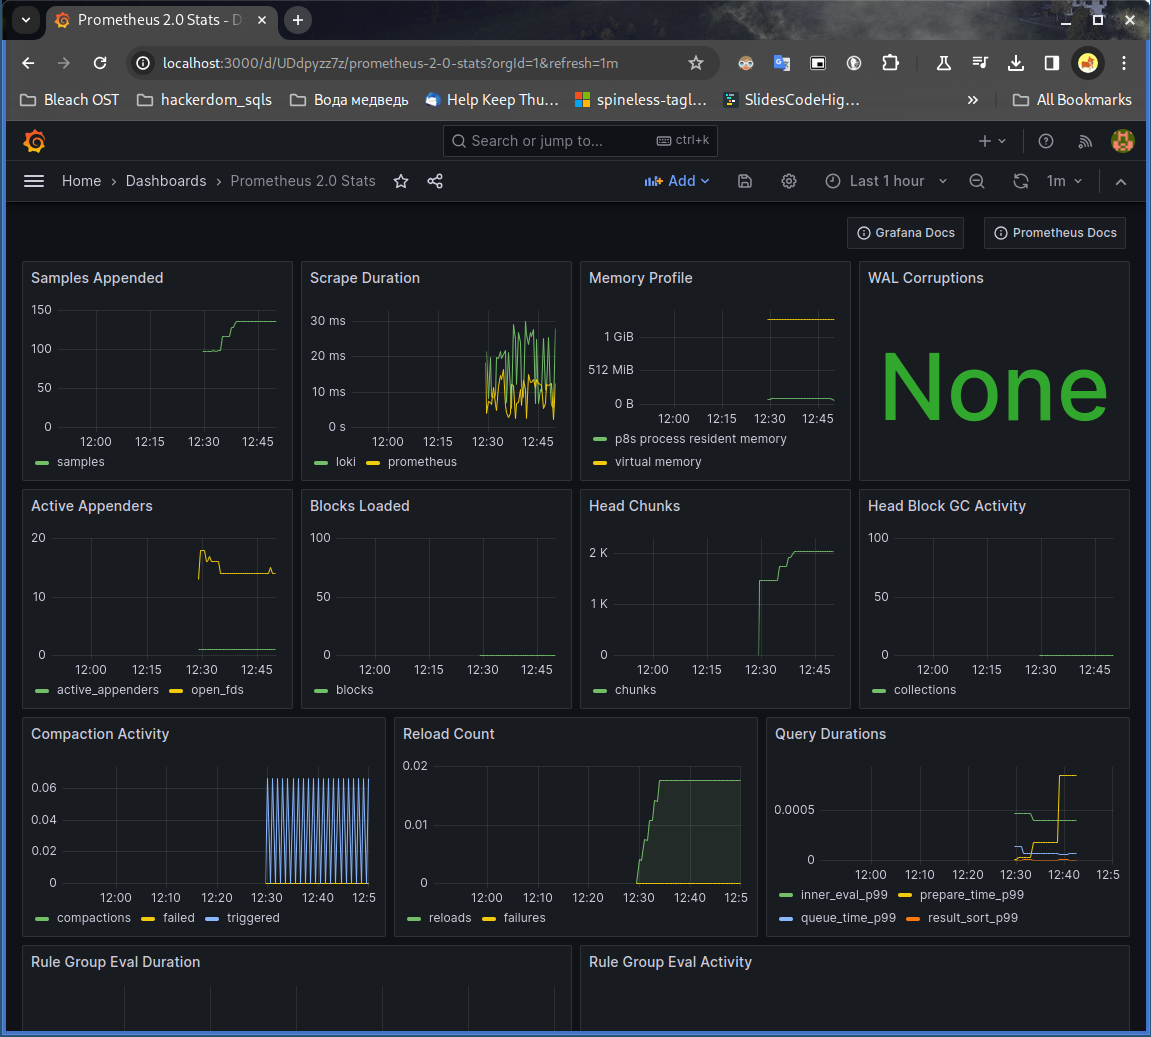 Prometheus 2.0 Stats - D
localhost:3000/d/UDdpyzz7z/prometheus-2-0-stats?orgId=1&refresh=1m
Bleach OST hackerdom_sqls Вода медведь Help Keep Thu... spineless-tagl... SlidesCodeHig... » All Bookmarks
Search or jump to... ctrl+k
Home › Dashboards › Prometheus 2.0 Stats Add Last 1 hour 1m
Grafana Docs Prometheus Docs
Samples Appended
150
100
50
0
12:00 12:15 12:30 12:45
samples
Scrape Duration
30 ms
20 ms
10 ms
0 s
12:00 12:15 12:30 12:45
loki prometheus
Memory Profile
1 GiB
512 MiB
0 B
12:00 12:15 12:30 12:45
p8s process resident memory
virtual memory
WAL Corruptions
None
Active Appenders
20
10
0
12:00 12:15 12:30 12:45
active_appenders open_fds
Blocks Loaded
100
50
0
12:00 12:15 12:30 12:45
blocks
Head Chunks
2 K
1 K
0
12:00 12:15 12:30 12:45
chunks
Head Block GC Activity
100
50
0
12:00 12:15 12:30 12:45
collections
Compaction Activity
0.06
0.04
0.02
0
12:00 12:10 12:20 12:30 12:40 12:5
compactions failed triggered
Reload Count
0.02
0.01
0
12:00 12:10 12:20 12:30 12:40 12:5
reloads failures
Query Durations
0.0005
0
12:00 12:10 12:20 12:30 12:40 12:5
inner_eval_p99 prepare_time_p99
queue_time_p99 result_sort_p99
Rule Group Eval Duration
Rule Group Eval Activity